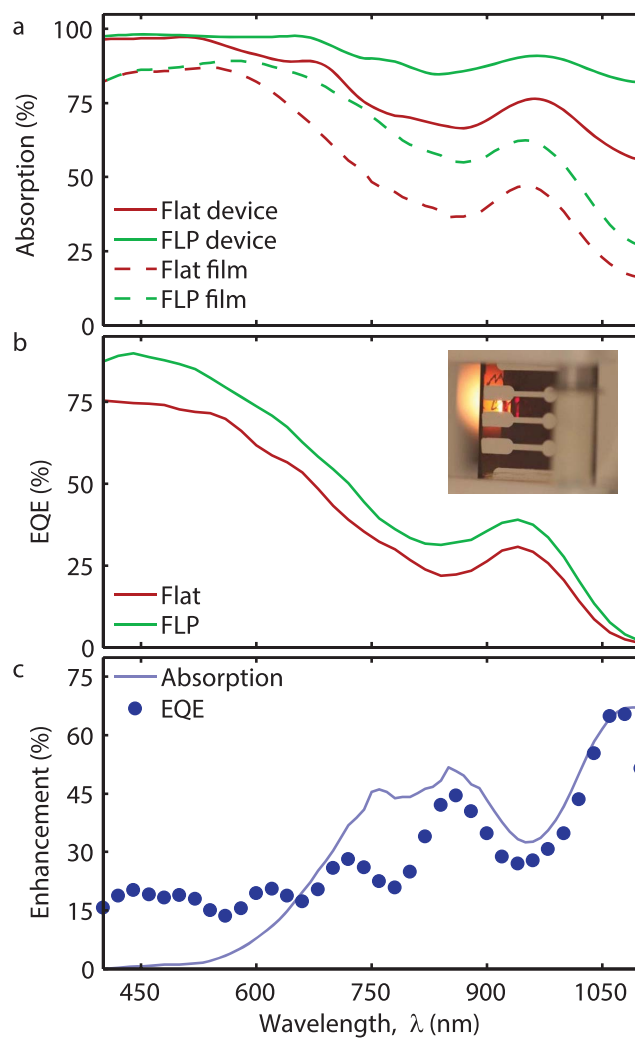 a
100
75
50
25
0
Absorption (%)
Flat device
FLP device
Flat film
FLP film
b
75
50
25
0
EQE (%)
Flat
FLP
c
75
60
45
30
15
0
Enhancement (%)
Absorption
EQE
450 600 750 900 1050
Wavelength, λ (nm)